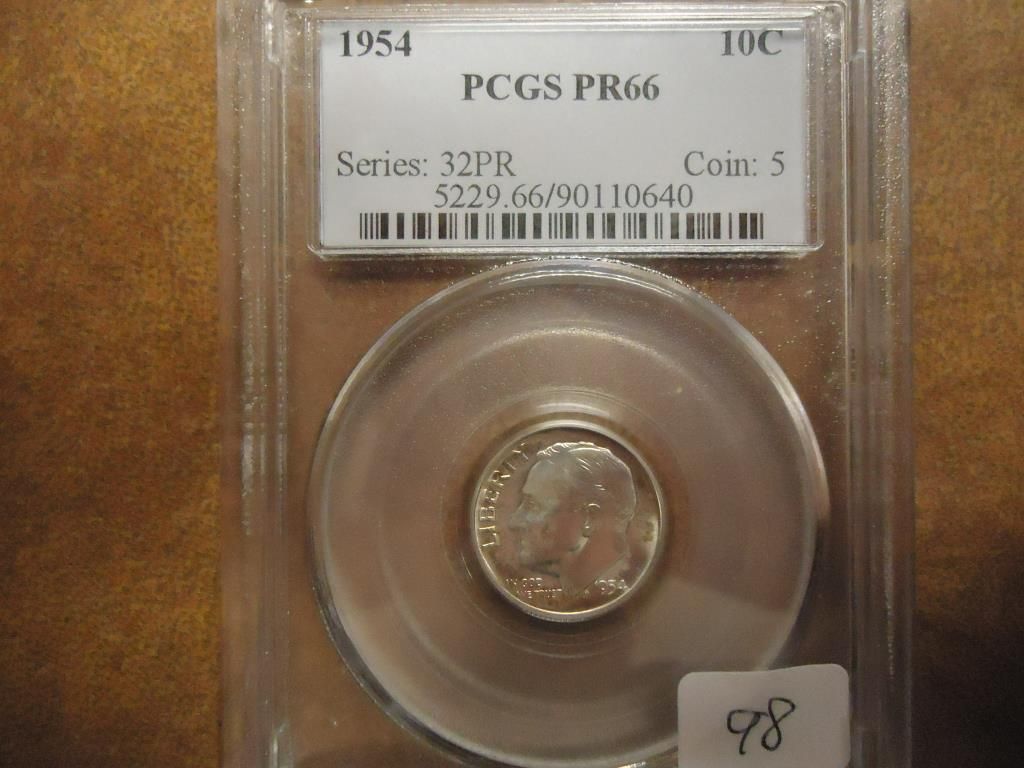 1954 10C
PCGS PR66
Series: 32PR Coin: 5
5229.66/90110640
LIBERTY
IN GOD
WE TRUST
1954
98